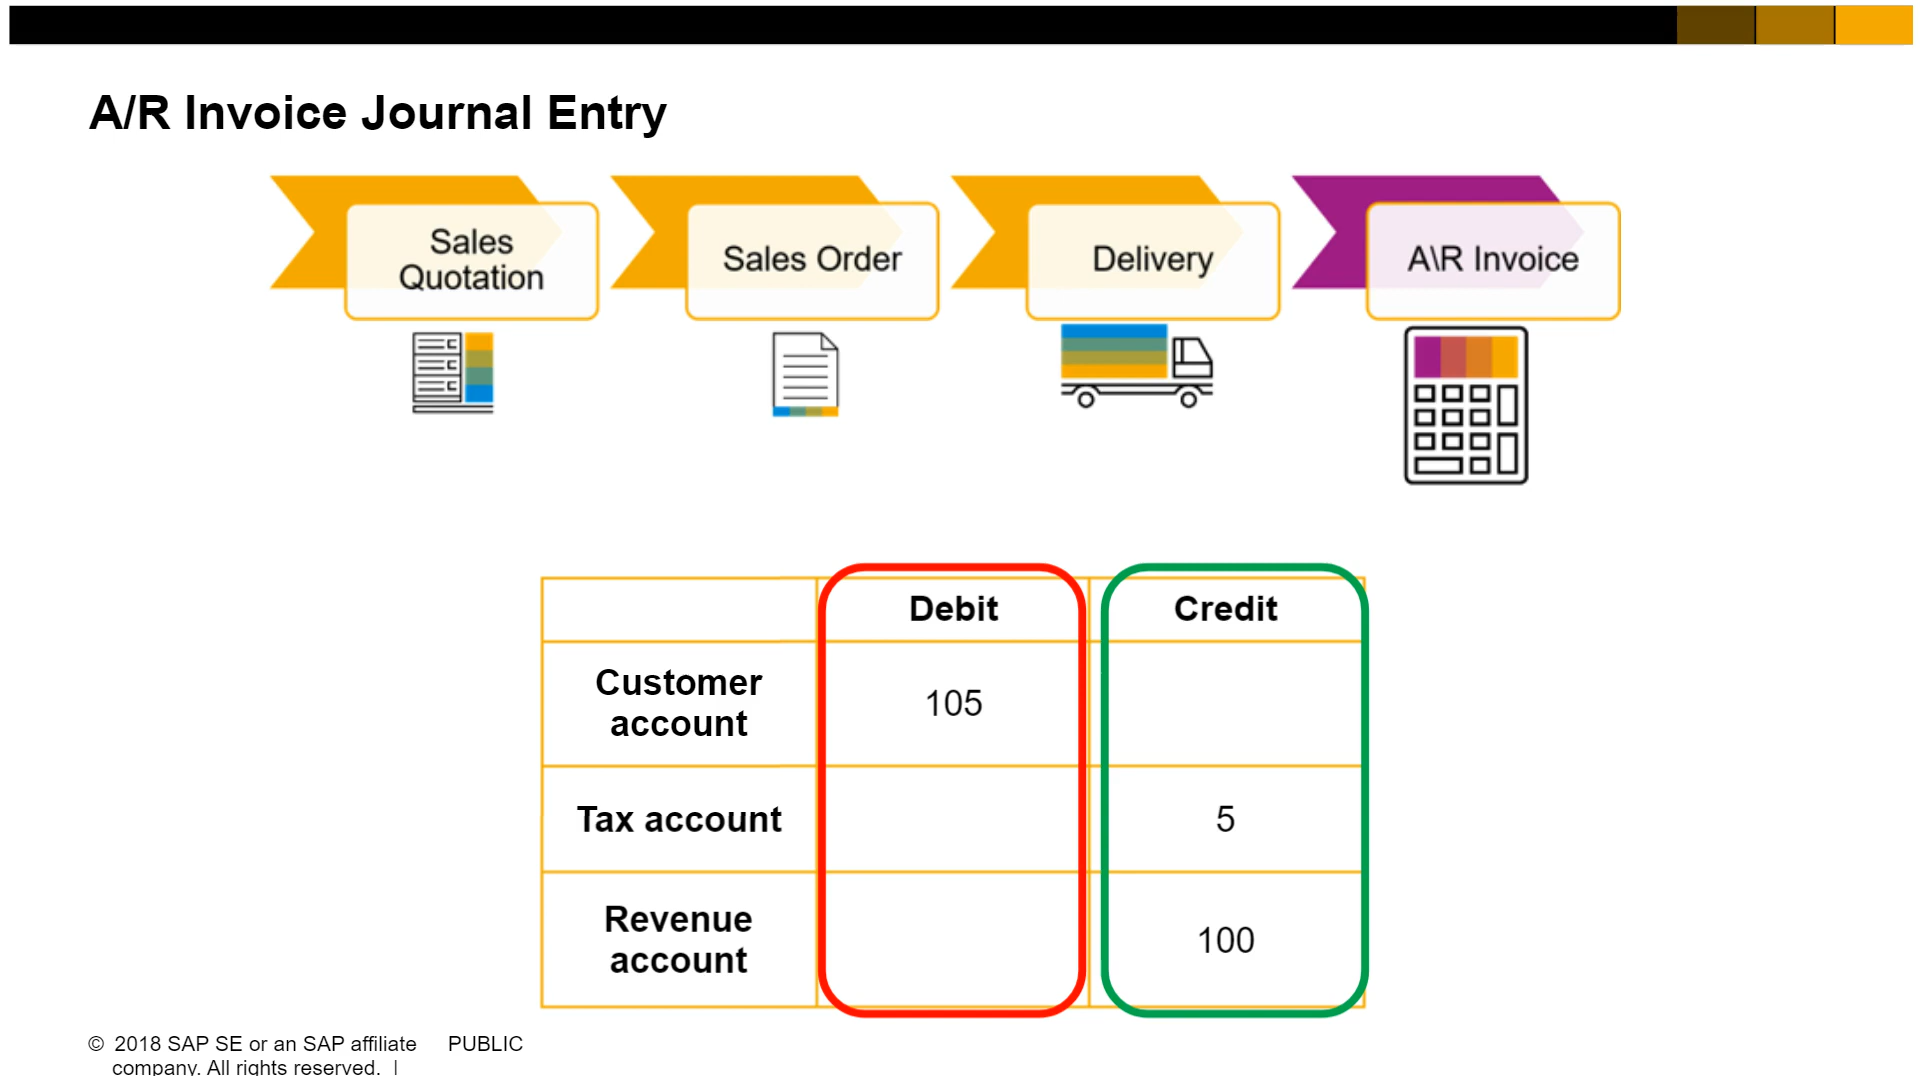 A/R Invoice Journal Entry
Sales
Quotation
Sales Order
Delivery
A\R Invoice
Debit
Credit
Customer
account
105
Tax account
5
Revenue
account
100
© 2018 SAP SE or an SAP affiliate
company. All rights reserved. |
PUBLIC